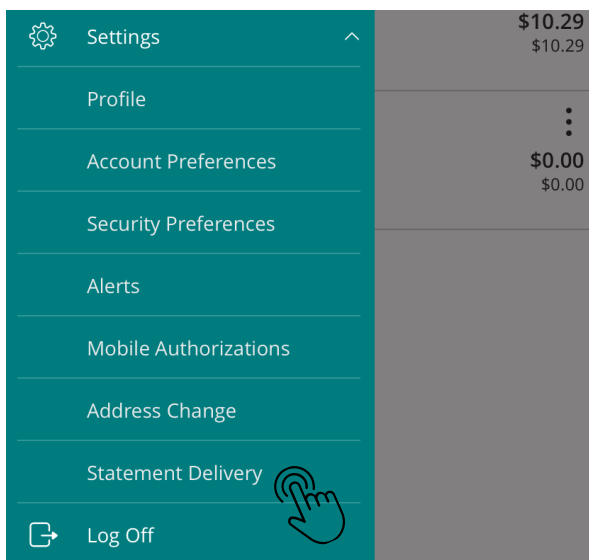 Settings
$10.29
$10.29
Profile
Account Preferences
$0.00
$0.00
Security Preferences
Alerts
Mobile Authorizations
Address Change
Statement Delivery
Log Off